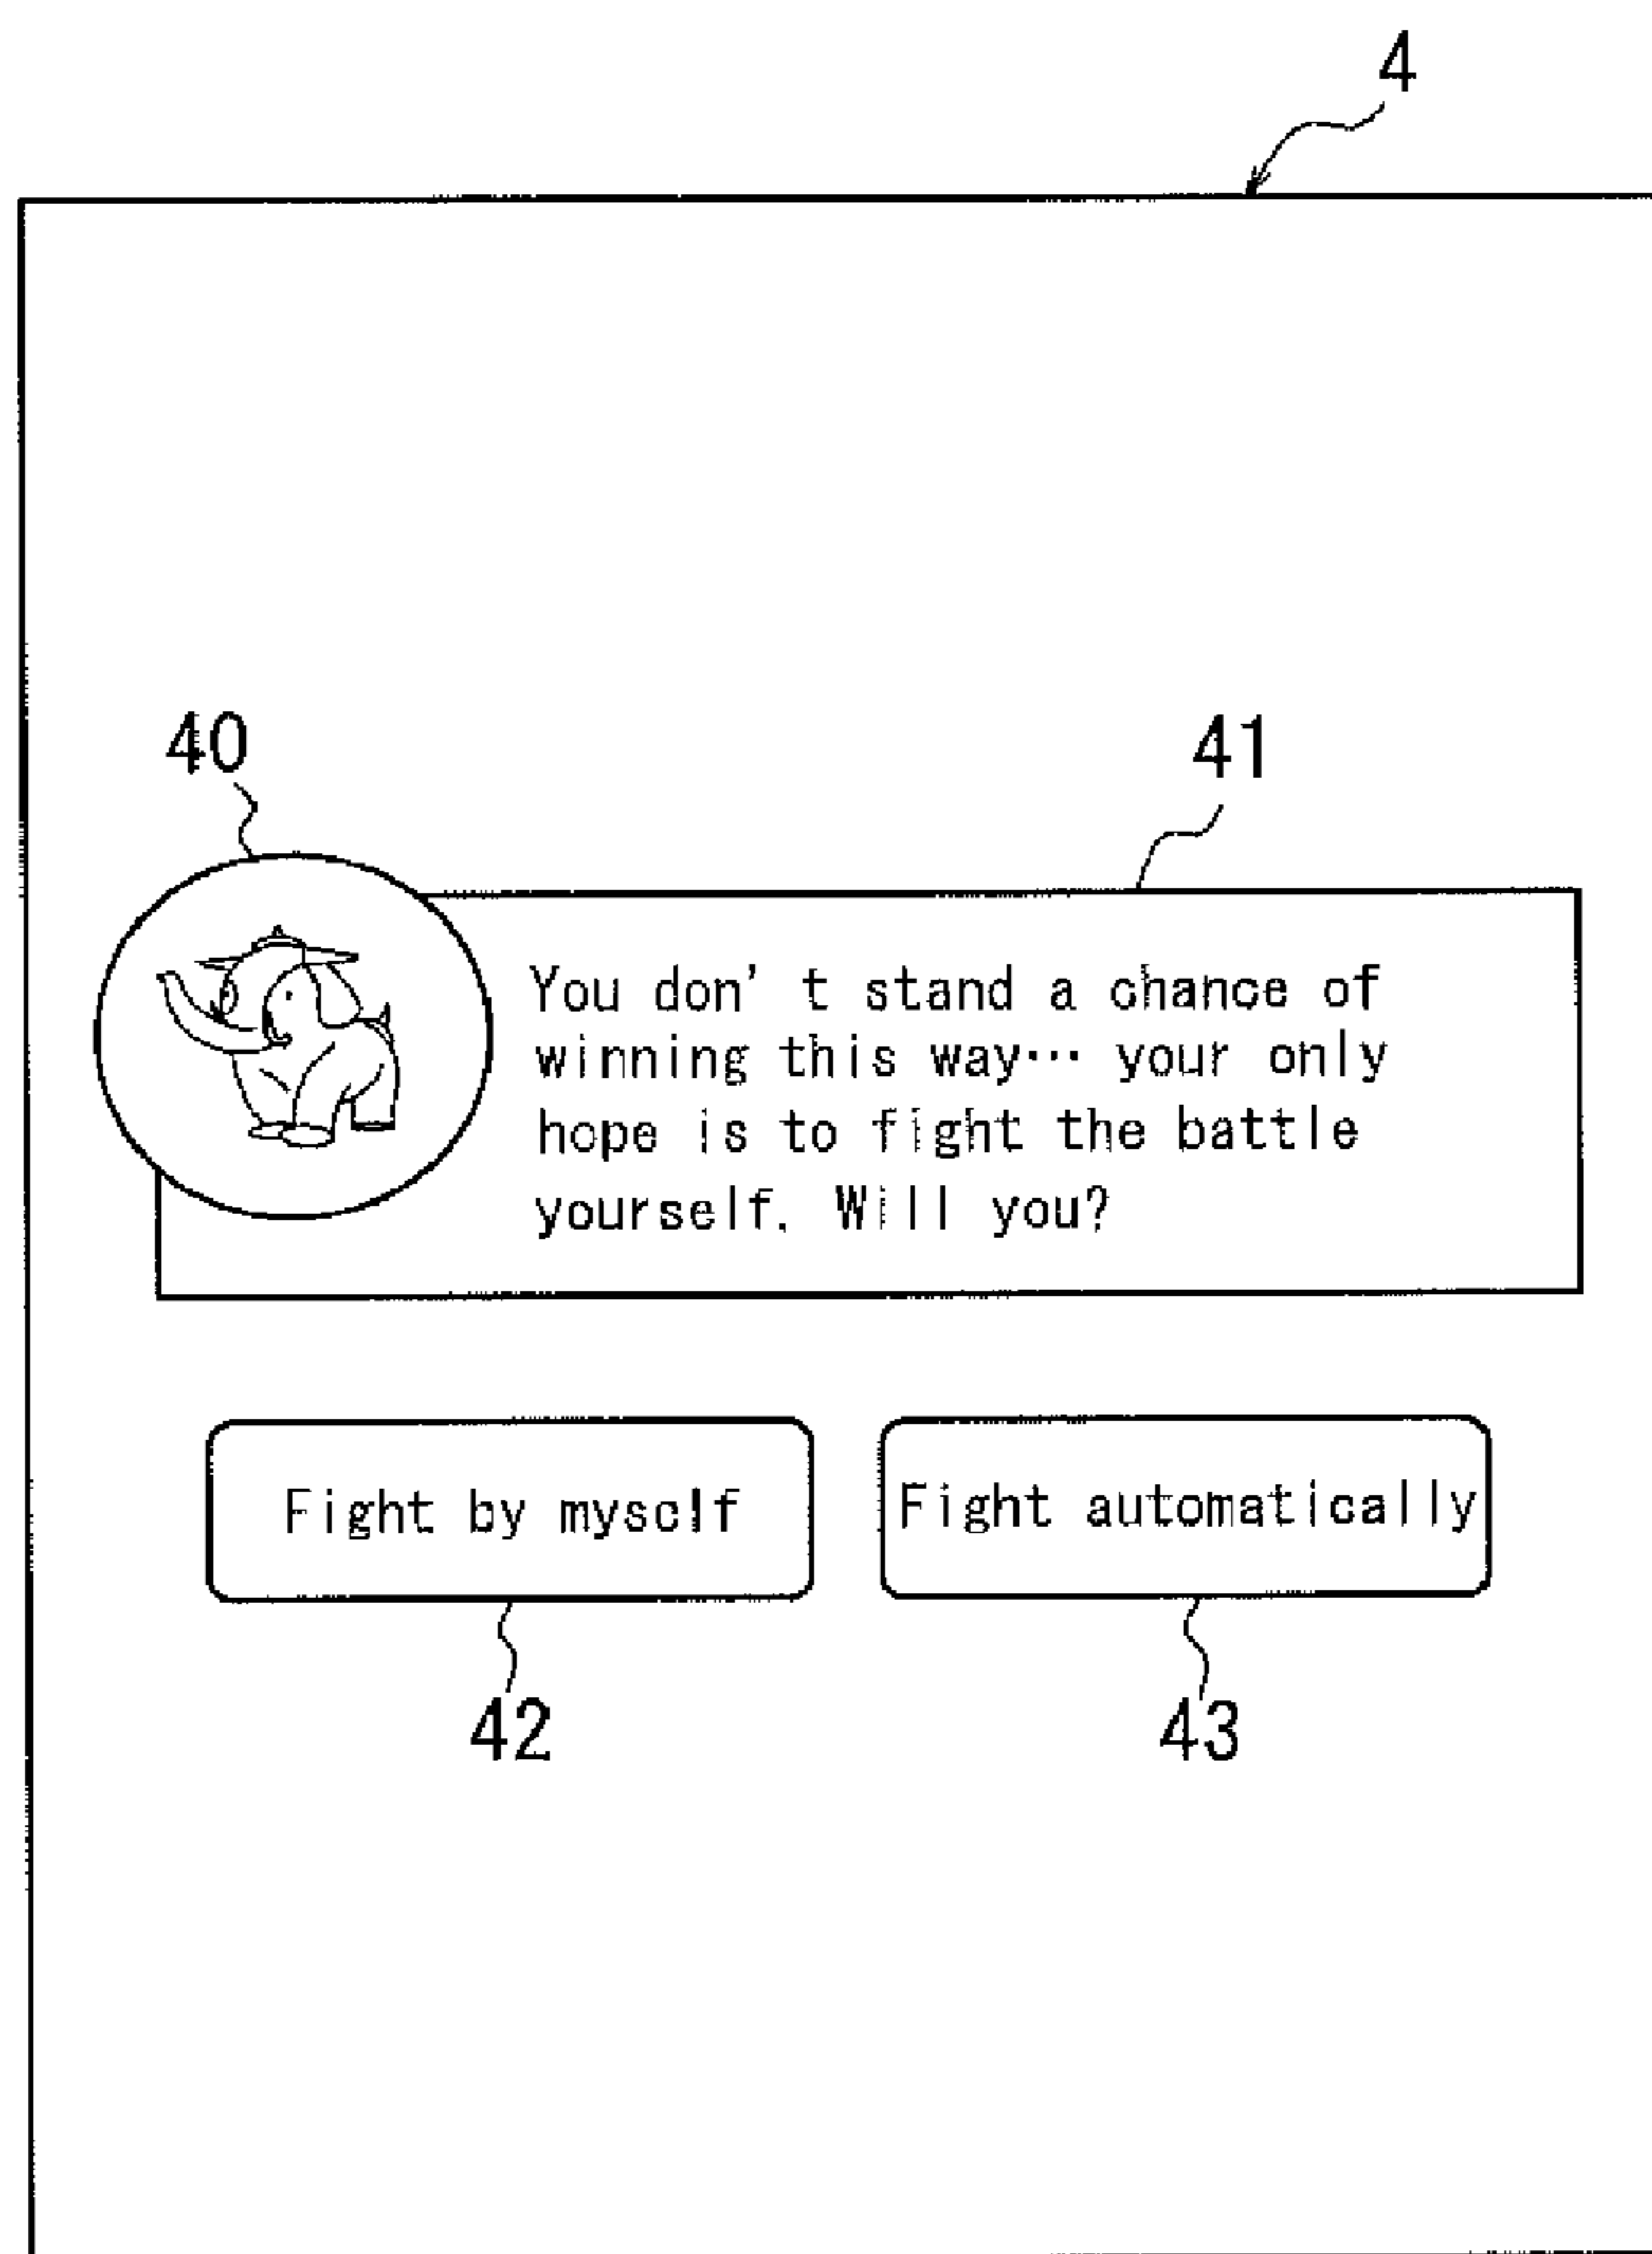 4
40
41
You don't stand a chance of
winning this way… your only
hope is to fight the battle
yourself. Will you?
Fight by myself
Fight automatically
42
43